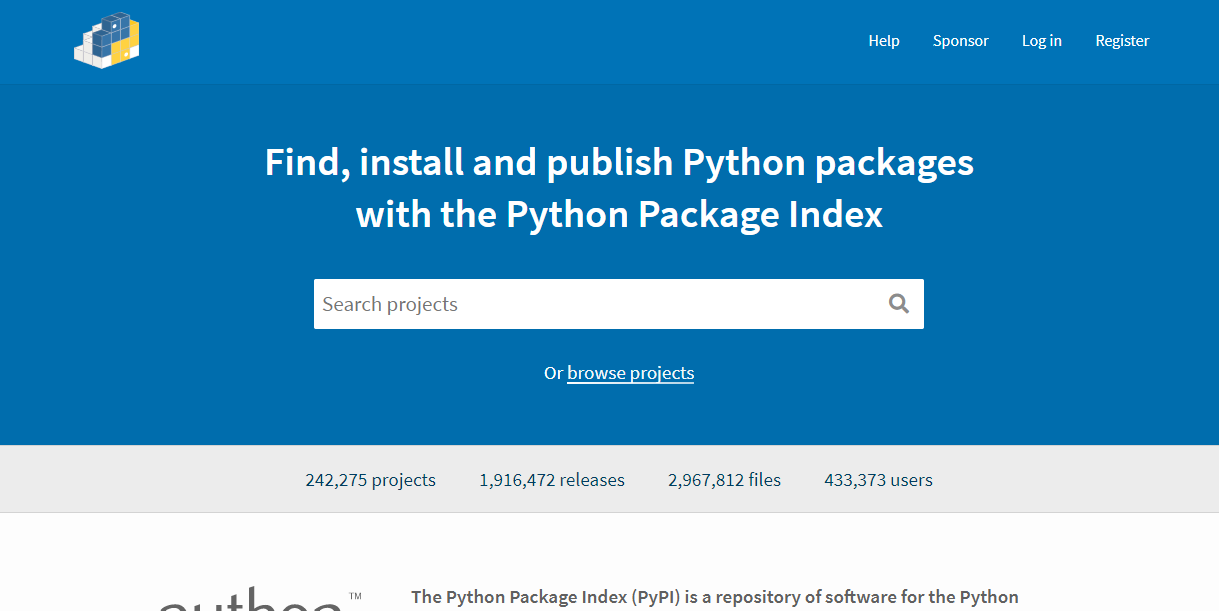 Help Sponsor Log in Register
Find, install and publish Python packages
with the Python Package Index
Search projects
Or browse projects
242,275 projects 1,916,472 releases 2,967,812 files 433,373 users
python™
The Python Package Index (PyPI) is a repository of software for the Python